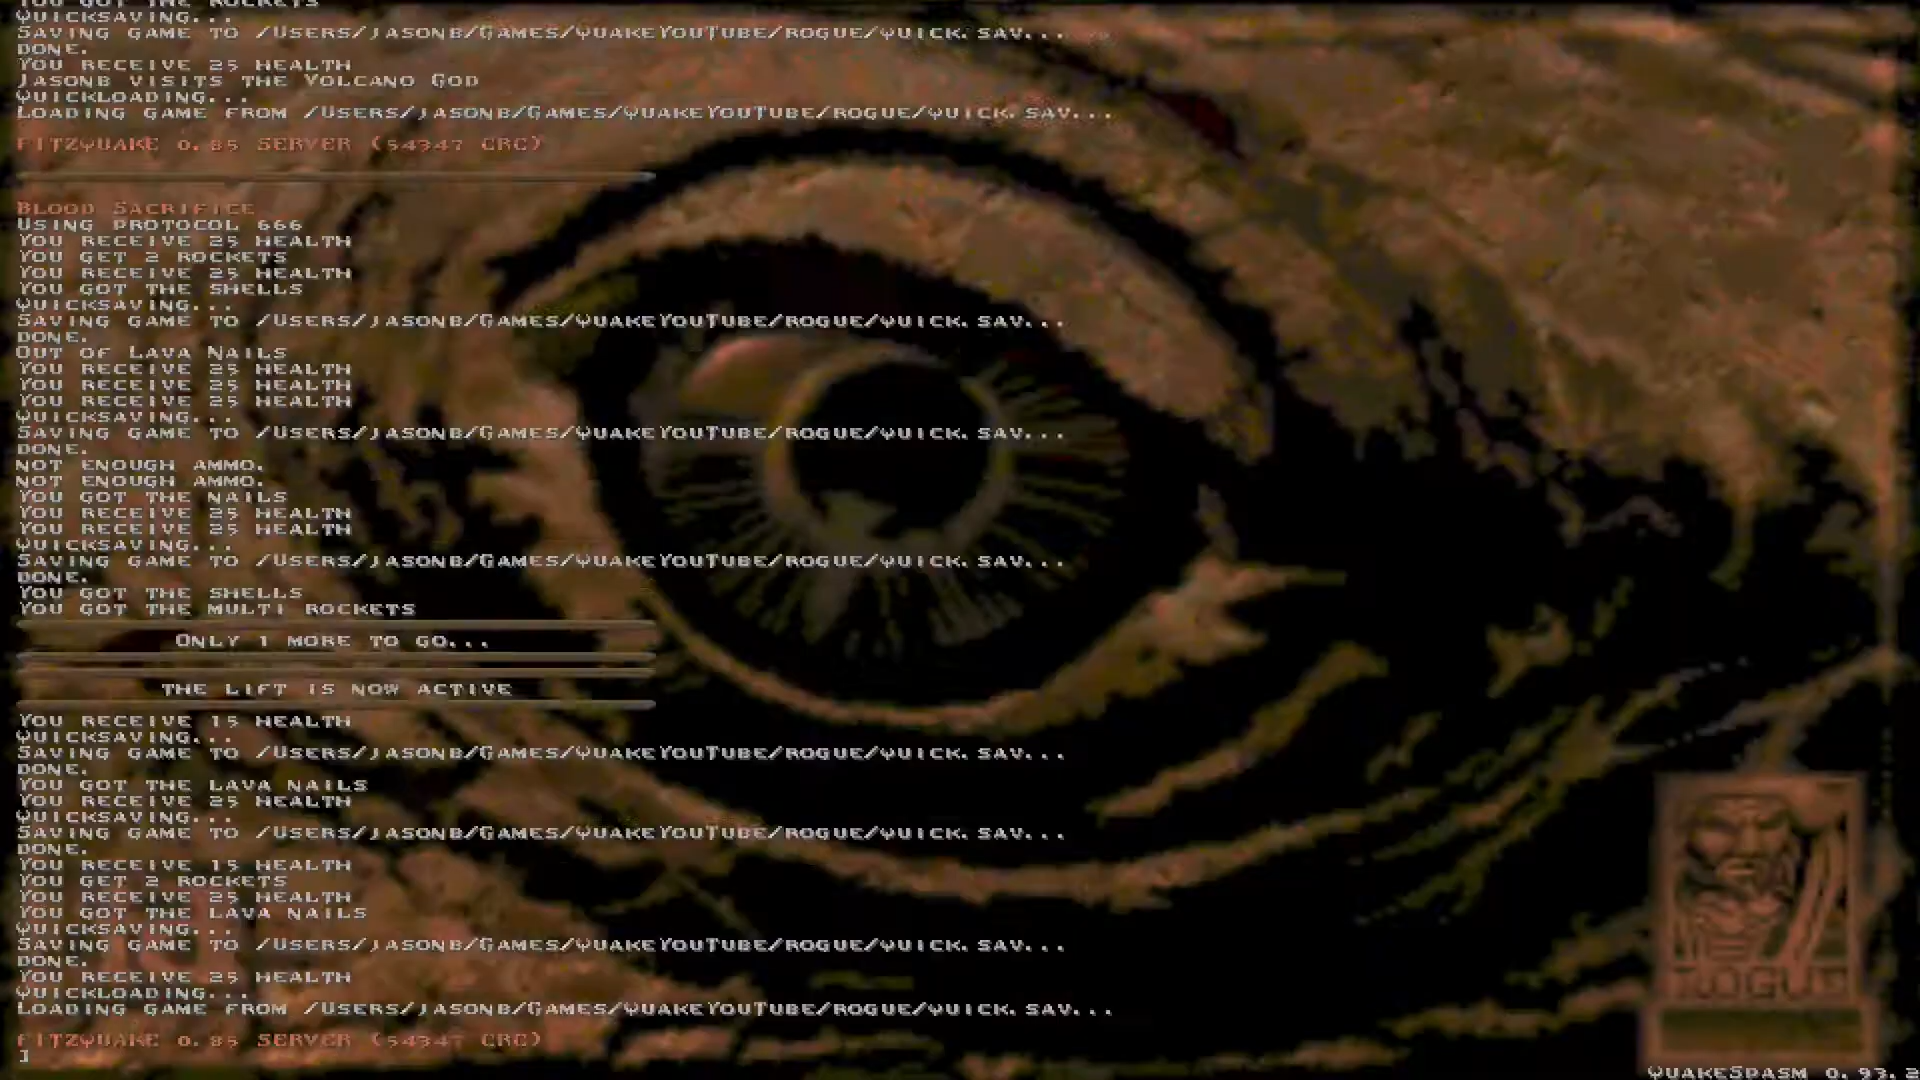 YOU GOT THE ROCKETS
QUICKSAVING...
SAVING GAME TO /USERS/JASONB/GAMES/QUAKEYOUTUBE/ROGUE/QUICK.SAV...
DONE.
YOU RECEIVE 25 HEALTH
JASONB VISITS THE VOLCANO GOD
QUICKLOADING...
LOADING GAME FROM /USERS/JASONB/GAMES/QUAKEYOUTUBE/ROGUE/QUICK.SAV...
FITZQUAKE 0.85 SERVER (54347 CRC)
BLOOD SACRIFICE
USING PROTOCOL 666
YOU RECEIVE 25 HEALTH
YOU GET 2 ROCKETS
YOU RECEIVE 25 HEALTH
YOU GOT THE SHELLS
QUICKSAVING...
SAVING GAME TO /USERS/JASONB/GAMES/QUAKEYOUTUBE/ROGUE/QUICK.SAV...
DONE.
OUT OF LAVA NAILS
YOU RECEIVE 25 HEALTH
YOU RECEIVE 25 HEALTH
YOU RECEIVE 25 HEALTH
QUICKSAVING...
SAVING GAME TO /USERS/JASONB/GAMES/QUAKEYOUTUBE/ROGUE/QUICK.SAV...
DONE.
NOT ENOUGH AMMO.
NOT ENOUGH AMMO.
YOU GOT THE NAILS
YOU RECEIVE 25 HEALTH
YOU RECEIVE 25 HEALTH
QUICKSAVING...
SAVING GAME TO /USERS/JASONB/GAMES/QUAKEYOUTUBE/ROGUE/QUICK.SAV...
DONE.
YOU GOT THE SHELLS
YOU GOT THE MULTI ROCKETS
ONLY 1 MORE TO GO...
THE LIFT IS NOW ACTIVE
YOU RECEIVE 15 HEALTH
QUICKSAVING...
SAVING GAME TO /USERS/JASONB/GAMES/QUAKEYOUTUBE/ROGUE/QUICK.SAV...
DONE.
YOU GOT THE LAVA NAILS
YOU RECEIVE 25 HEALTH
QUICKSAVING...
SAVING GAME TO /USERS/JASONB/GAMES/QUAKEYOUTUBE/ROGUE/QUICK.SAV...
DONE.
YOU RECEIVE 15 HEALTH
YOU GET 2 ROCKETS
YOU RECEIVE 25 HEALTH
YOU GOT THE LAVA NAILS
QUICKSAVING...
SAVING GAME TO /USERS/JASONB/GAMES/QUAKEYOUTUBE/ROGUE/QUICK.SAV...
DONE.
YOU RECEIVE 25 HEALTH
QUICKLOADING...
LOADING GAME FROM /USERS/JASONB/GAMES/QUAKEYOUTUBE/ROGUE/QUICK.SAV...
FITZQUAKE 0.85 SERVER (54347 CRC)
]
ROGUE
QUAKESPASM 0.93.2